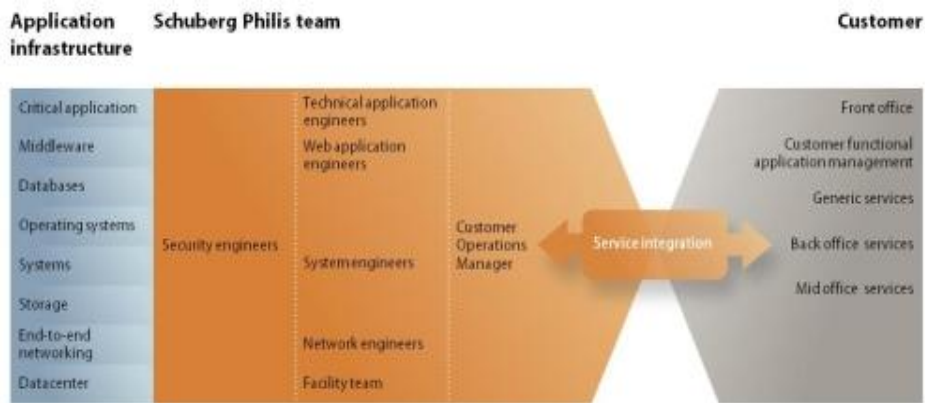 Application
infrastructure
Schuberg Philis team
Customer
Critical application
Middleware
Databases
Operating systems
Systems
Storage
End-to-end
networking
Datacenter
Security engineers
Technical application
engineers
Web application
engineers
System engineers
Network engineers
Facility team
Customer
Operations
Manager
Service integration
Front office
Customer functional
application management
Generic services
Back office services
Mid office services